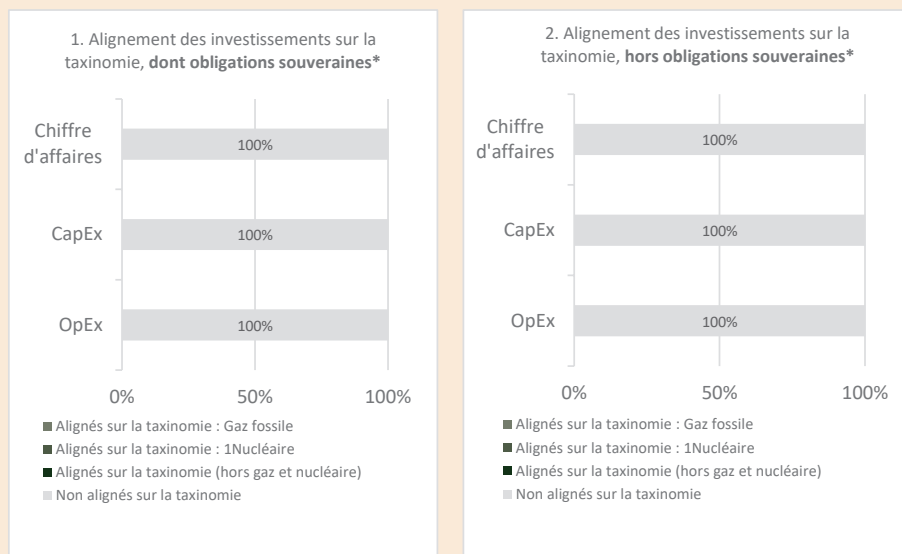 1. Alignement des investissements sur la
taxinomie, dont obligations souveraines*
Chiffre
d'affaires
100%
CapEx
100%
OpEx
100%
0%
50%
100%
Alignés sur la taxinomie : Gaz fossile
Alignés sur la taxinomie : 1Nucléaire
Alignés sur la taxinomie (hors gaz et nucléaire)
Non alignés sur la taxinomie
2. Alignement des investissements sur la
taxinomie, hors obligations souveraines*
Chiffre
d'affaires
100%
CapEx
100%
OpEx
100%
0%
50%
100%
Alignés sur la taxinomie : Gaz fossile
Alignés sur la taxinomie : 1Nucléaire
Alignés sur la taxinomie (hors gaz et nucléaire)
Non alignés sur la taxinomie